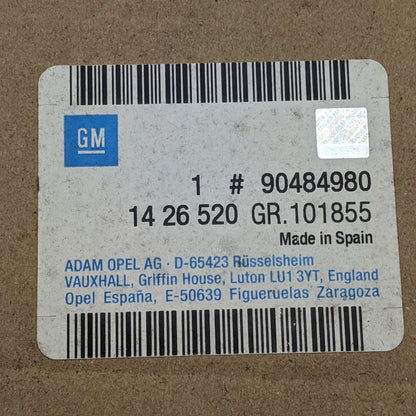 GM
1 # 90484980
14 26 520 GR.101855
Made in Spain
ADAM OPEL AG · D-65423 Rüsselsheim
VAUXHALL, Griffin House, Luton LU1 3YT, England
Opel España, E-50639 Figueruelas Zaragoza